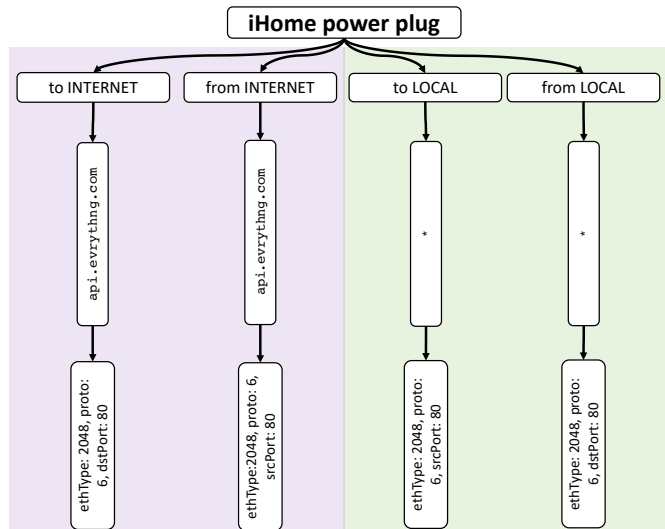 iHome power plug
to INTERNET
from INTERNET
to LOCAL
from LOCAL
api.evrythng.com
api.evrythng.com
*
*
ethType: 2048, proto:
6, dstPort: 80
ethType:2048, proto: 6,
srcPort: 80
ethType: 2048, proto:
6, srcPort: 80
ethType: 2048, proto:
6, dstPort: 80